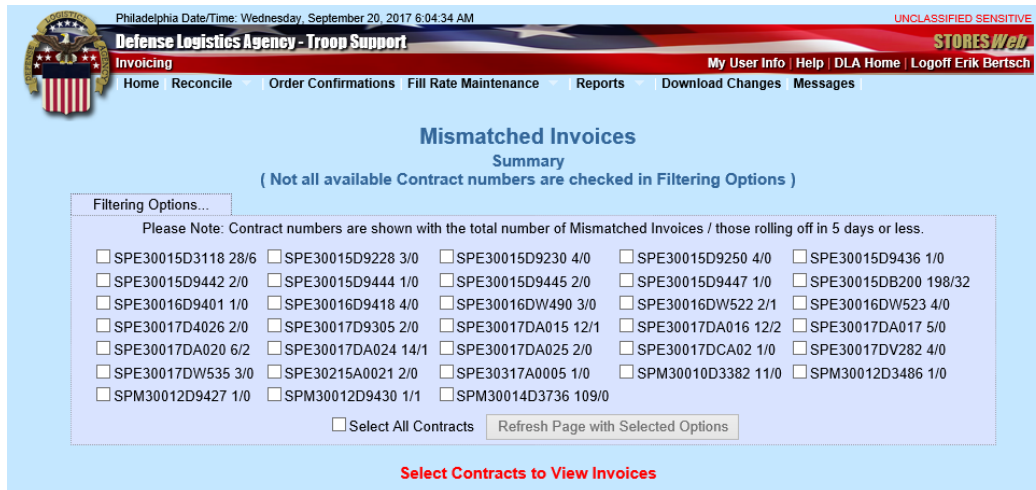 Philadelphia Date/Time: Wednesday, September 20, 2017 6:04:34 AM UNCLASSIFIED SENSITIVE
Defense Logistics Agency - Troop Support STORESWeb
Invoicing My User Info | Help | DLA Home | Logoff Erik Bertsch
Home Reconcile Order Confirmations Fill Rate Maintenance Reports Download Changes Messages
Mismatched Invoices
Summary
( Not all available Contract numbers are checked in Filtering Options )
Filtering Options...
Please Note: Contract numbers are shown with the total number of Mismatched Invoices / those rolling off in 5 days or less.
SPE30015D3118 28/6 SPE30015D9228 3/0 SPE30015D9230 4/0 SPE30015D9250 4/0 SPE30015D9436 1/0
SPE30015D9442 2/0 SPE30015D9444 1/0 SPE30015D9445 2/0 SPE30015D9447 1/0 SPE30015DB200 198/32
SPE30016D9401 1/0 SPE30016D9418 4/0 SPE30016DW490 3/0 SPE30016DW522 2/1 SPE30016DW523 4/0
SPE30017D4026 2/0 SPE30017D9305 2/0 SPE30017DA015 12/1 SPE30017DA016 12/2 SPE30017DA017 5/0
SPE30017DA020 6/2 SPE30017DA024 14/1 SPE30017DA025 2/0 SPE30017DCA02 1/0 SPE30017DV282 4/0
SPE30017DW535 3/0 SPE30215A0021 2/0 SPE30317A0005 1/0 SPM30010D3382 11/0 SPM30012D3486 1/0
SPM30012D9427 1/0 SPM30012D9430 1/1 SPM30014D3736 109/0
Select All Contracts Refresh Page with Selected Options
Select Contracts to View Invoices